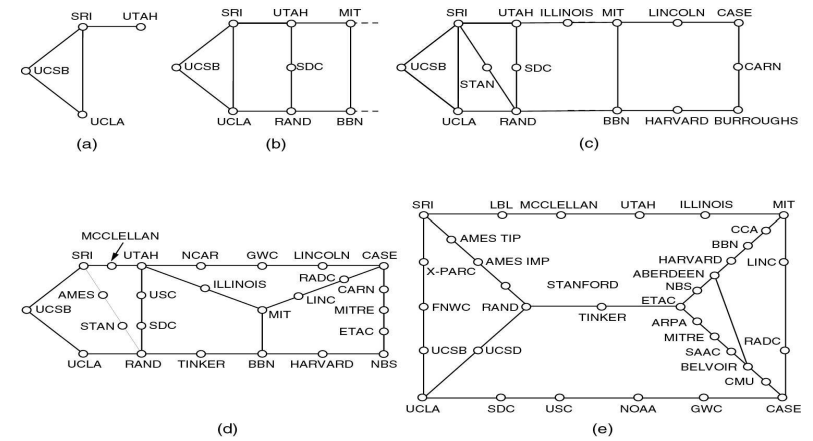 SRI UTAH
UCSB
UCLA
(a)
SRI UTAH MIT
UCSB SDC
UCLA RAND BBN
(b)
SRI UTAH ILLINOIS MIT LINCOLN CASE
UCSB SDC CARN
STAN
UCLA RAND BBN HARVARD BURROUGHS
(c)
MCCLELLAN
SRI UTAH NCAR GWC LINCOLN CASE
RADC
CARN
ILLINOIS
AMES USC LINC
UCSB MIT MITRE
STAN SDC ETAC
UCLA RAND TINKER BBN HARVARD NBS
(d)
SRI LBL MCCLELLAN UTAH ILLINOIS MIT
CCA
AMES TIP BBN
X-PARC AMES IMP HARVARD LINC
ABERDEEN
STANFORD NBS
FNWC RAND ETAC
TINKER
ARPA
MITRE
UCSB UCSD SAAC RADC
BELVOIR
CMU
UCLA SDC USC NOAA GWC CASE
(e)